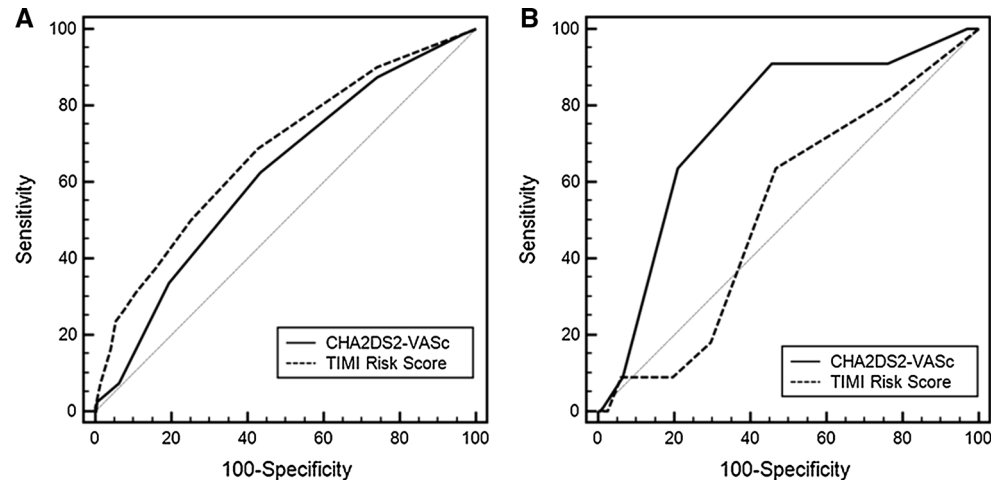 A
100
80
60
40
20
0
Sensitivity
CHA2DS2-VASc
TIMI Risk Score
0 20 40 60 80 100
100-Specificity
B
100
80
60
40
20
0
Sensitivity
CHA2DS2-VASc
TIMI Risk Score
0 20 40 60 80 100
100-Specificity